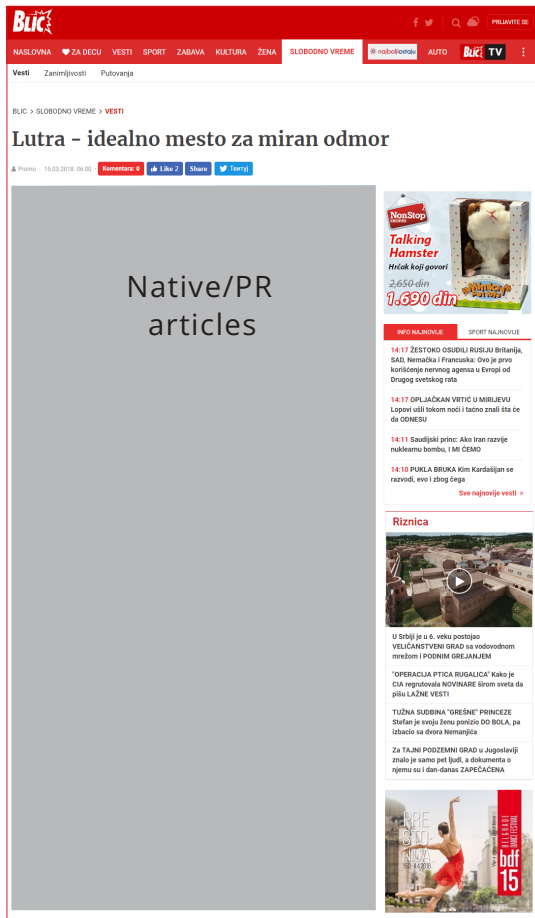 Blic
PRIJAVITE SE
NASLOVNA ZA DECU VESTI SPORT ZABAVA KULTURA ŽENA SLOBODNO VREME najboljiostaju AUTO Blic TV
Vesti Zanimljivosti Putovanja
BLIC > SLOBODNO VREME > VESTI
Lutra - idealno mesto za miran odmor
Promo - 15.03.2018, 06:00 - Komentara: 0 Like 2 Share Твитуј
Native/PR
articles
NonStop
Talking
Hamster
Hrčak koji govori
2,650 din
1.690 din
INFO NAJNOVIJE SPORT NAJNOVIJE
14:17 ŽESTOKO OSUDILI RUSIJU Britanija,
SAD, Nemačka i Francuska: Ovo je prvo
korišćenje nervnog agensa u Evropi od
Drugog svetskog rata
14:17 OPLJAČKAN VRTIĆ U MIRIJEVU
Lopovi ušli tokom noći i tačno znali šta će
da ODNESU
14:11 Saudijski princ: Ako Iran razvije
nuklearnu bombu, I MI ĆEMO
14:10 PUKLA BRUKA Kim Kardašijan se
razvodi, evo i zbog čega
Sve najnovije vesti >
Riznica
U Srbiji je u 6. veku postojao
VELIČANSTVENI GRAD sa vodovodnom
mrežom i PODNIM GREJANJEM
"OPERACIJA PTICA RUGALICA" Kako je
CIA regrutovala NOVINARE širom sveta da
pišu LAŽNE VESTI
TUŽNA SUDBINA "GREŠNE" PRINCEZE
Stefan je svoju ženu ponizio DO BOLA, pa
izbacio sa dvora Nemanjića
Za TAJNI PODZEMNI GRAD u Jugoslaviji
znalo je samo pet ljudi, a dokumenta o
njemu su i dan-danas ZAPEČAĆENA
PRE
STO
NICA
BELGRADE
DANCE FESTIVAL
bdf
15